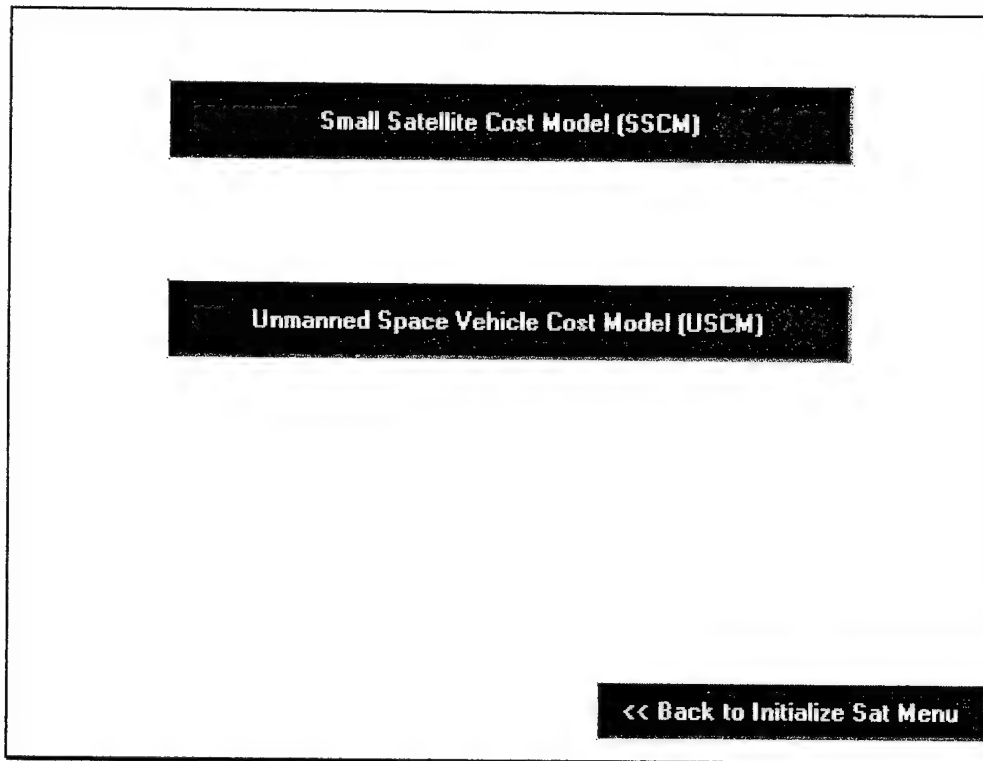 Small Satellite Cost Model (SSCM)
Unmanned Space Vehicle Cost Model (USCM)
<< Back to Initialize Sat Menu